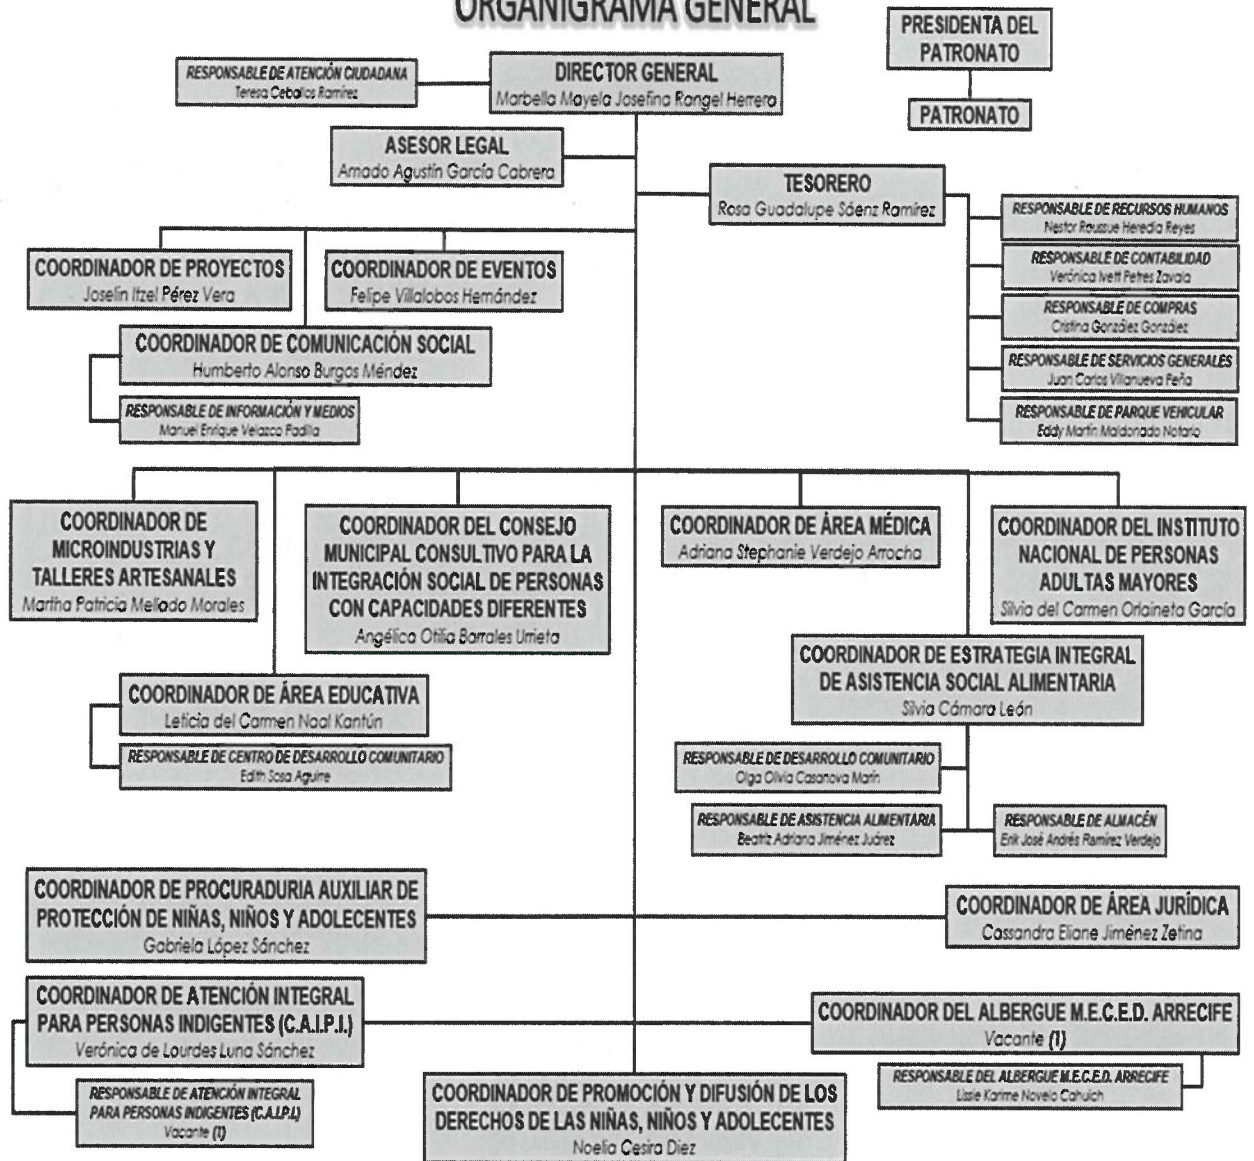 ORGANIGRAMA GENERAL
PRESIDENTA DEL
PATRONATO
PATRONATO
RESPONSABLE DE ATENCIÓN CIUDADANA
Teresa Ceballos Ramírez
DIRECTOR GENERAL
Marbella Mayela Josefina Rangel Herrera
ASESOR LEGAL
Amado Agustín García Cabrera
TESORERO
Rosa Guadalupe Sáenz Ramírez
RESPONSABLE DE RECURSOS HUMANOS
Nestor Roussue Heredia Reyes
RESPONSABLE DE CONTABILIDAD
Verónica Ivett Petres Zavala
RESPONSABLE DE COMPRAS
Cristina González González
RESPONSABLE DE SERVICIOS GENERALES
Juan Carlos Villanueva Peña
RESPONSABLE DE PARQUE VEHICULAR
Eddy Martín Maldonado Notario
COORDINADOR DE PROYECTOS
Joselin Itzel Pérez Vera
COORDINADOR DE EVENTOS
Felipe Villalobos Hernández
COORDINADOR DE COMUNICACIÓN SOCIAL
Humberto Alonso Burgos Méndez
RESPONSABLE DE INFORMACIÓN Y MEDIOS
Manuel Enrique Velazco Padilla
COORDINADOR DE
MICROINDUSTRIAS Y
TALLERES ARTESANALES
Martha Patricia Mellado Morales
COORDINADOR DEL CONSEJO
MUNICIPAL CONSULTIVO PARA LA
INTEGRACIÓN SOCIAL DE PERSONAS
CON CAPACIDADES DIFERENTES
Angélica Otilia Barrales Urrieta
COORDINADOR DE ÁREA MÉDICA
Adriana Stephanie Verdejo Arrocha
COORDINADOR DEL INSTITUTO
NACIONAL DE PERSONAS
ADULTAS MAYORES
Silvia del Carmen Orlaineta García
COORDINADOR DE ESTRATEGIA INTEGRAL
DE ASISTENCIA SOCIAL ALIMENTARIA
Silvia Cámara León
COORDINADOR DE ÁREA EDUCATIVA
Leticia del Carmen Naal Kantún
RESPONSABLE DE CENTRO DE DESARROLLO COMUNITARIO
Edith Sosa Aguirre
RESPONSABLE DE DESARROLLO COMUNITARIO
Olga Olivia Casanova Marín
RESPONSABLE DE ASISTENCIA ALIMENTARIA
Beatriz Adriana Jiménez Juárez
RESPONSABLE DE ALMACÉN
Erik José Andrés Ramírez Verdejo
COORDINADOR DE PROCURADURIA AUXILIAR DE
PROTECCIÓN DE NIÑAS, NIÑOS Y ADOLECENTES
Gabriela López Sánchez
COORDINADOR DE ÁREA JURÍDICA
Cassandra Eliane Jiménez Zetina
COORDINADOR DE ATENCIÓN INTEGRAL
PARA PERSONAS INDIGENTES (C.A.I.P.I.)
Verónica de Lourdes Luna Sánchez
COORDINADOR DEL ALBERGUE M.E.C.E.D. ARRECIFE
Vacante (1)
RESPONSABLE DE ATENCIÓN INTEGRAL
PARA PERSONAS INDIGENTES (C.A.I.P.I.)
Vacante (1)
RESPONSABLE DEL ALBERGUE M.E.C.E.D. ARRECIFE
Lissie Karime Novelo Cahuich
COORDINADOR DE PROMOCIÓN Y DIFUSIÓN DE LOS
DERECHOS DE LAS NIÑAS, NIÑOS Y ADOLECENTES
Noelia Cesira Diez